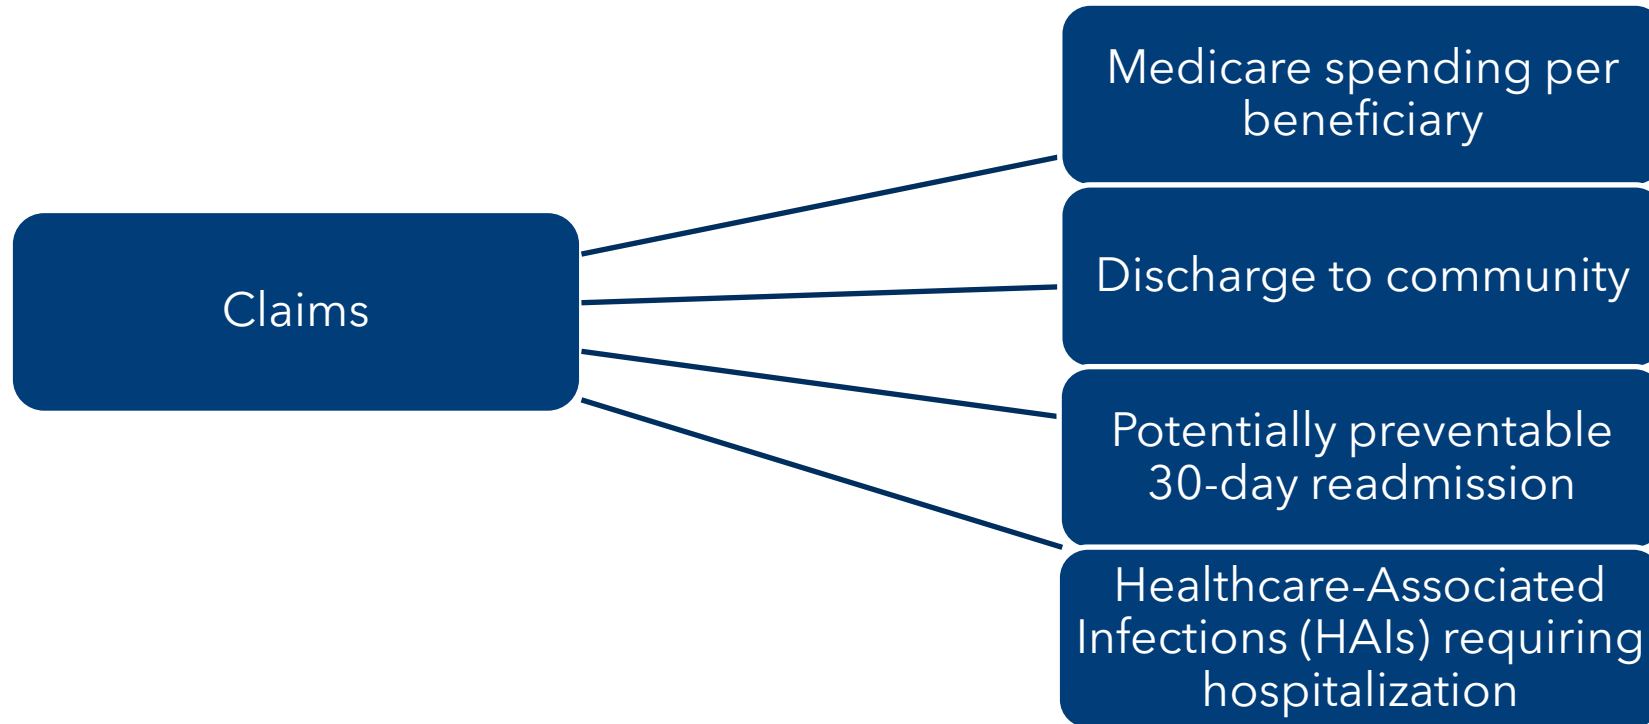 Medicare spending per
beneficiary
Discharge to community
Claims
Potentially preventable
30-day readmission
Healthcare-Associated
Infections (HAIs) requiring
hospitalization